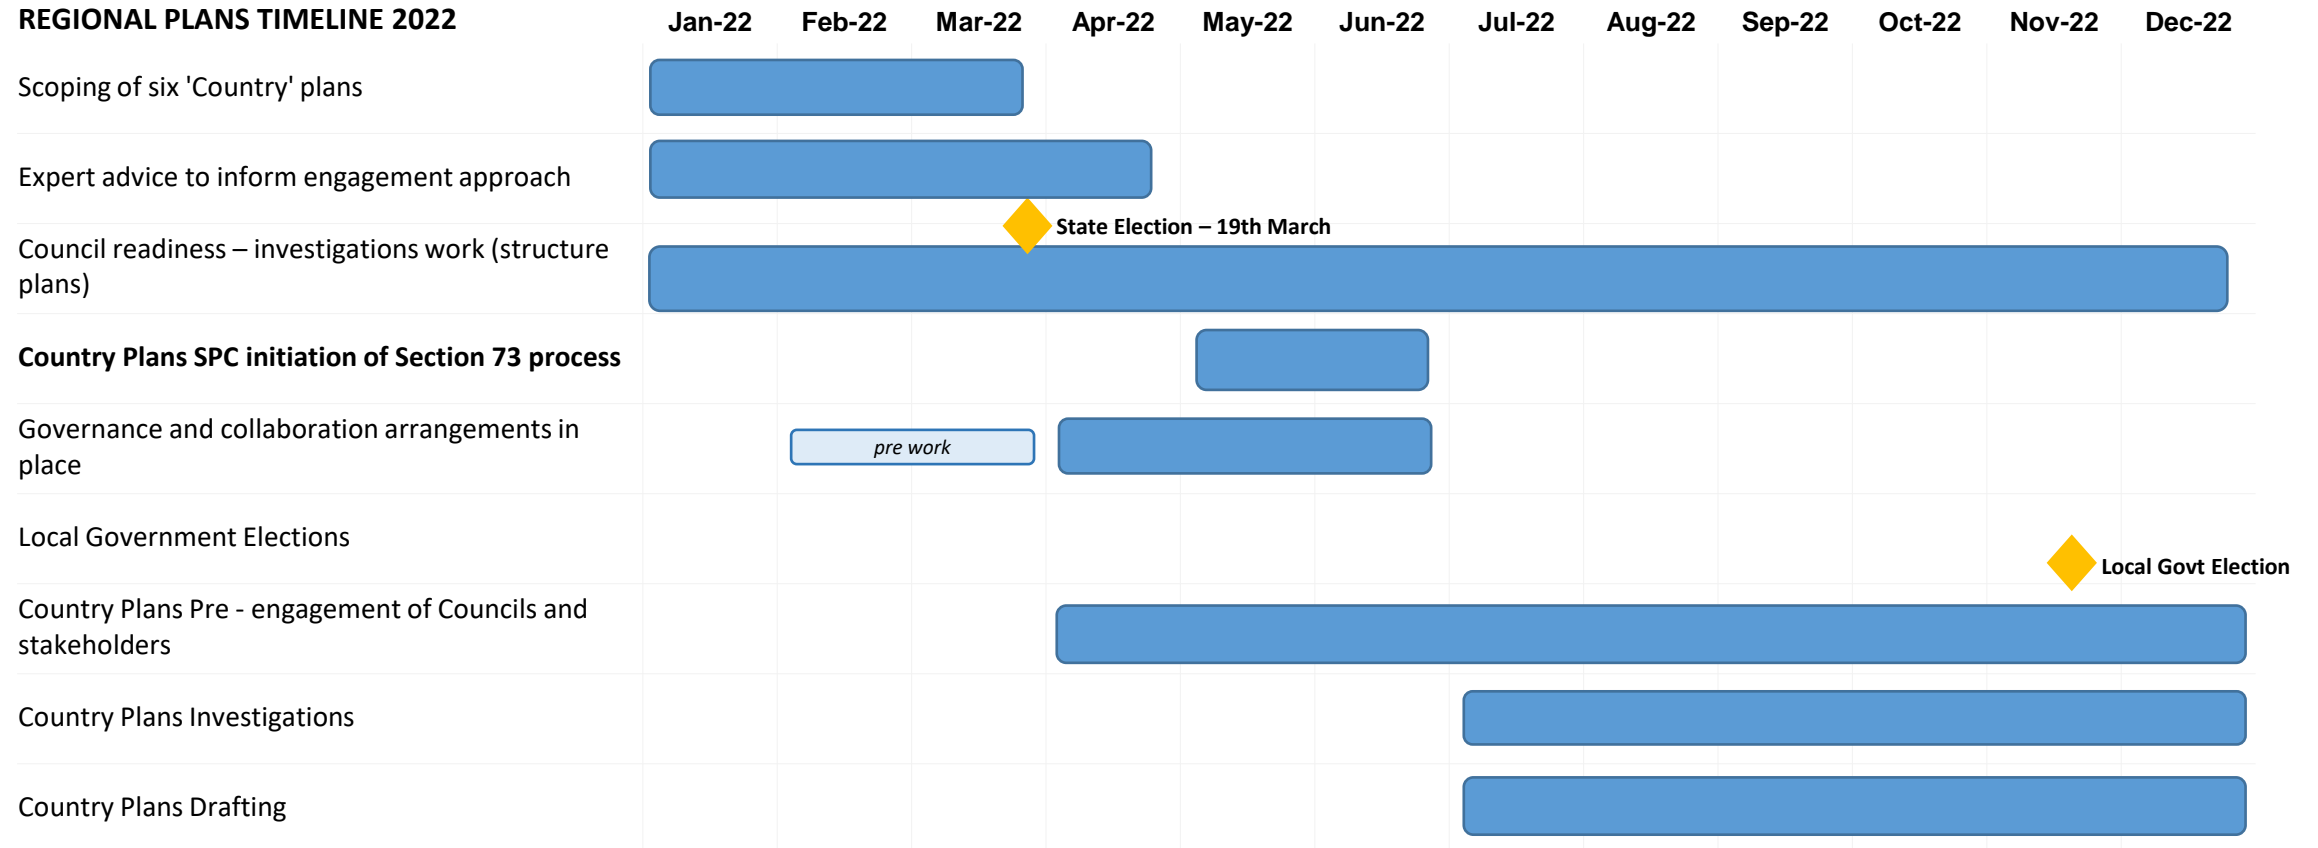 REGIONAL PLANS TIMELINE 2022 Jan-22 Feb-22 Mar-22 Apr-22 May-22 Jun-22 Jul-22 Aug-22 Sep-22 Oct-22 Nov-22 Dec-22
Scoping of six 'Country' plans
Expert advice to inform engagement approach
State Election – 19th March
Council readiness – investigations work (structure
plans)
Country Plans SPC initiation of Section 73 process
Governance and collaboration arrangements in
place
pre work
Local Government Elections
Local Govt Election
Country Plans Pre - engagement of Councils and
stakeholders
Country Plans Investigations
Country Plans Drafting